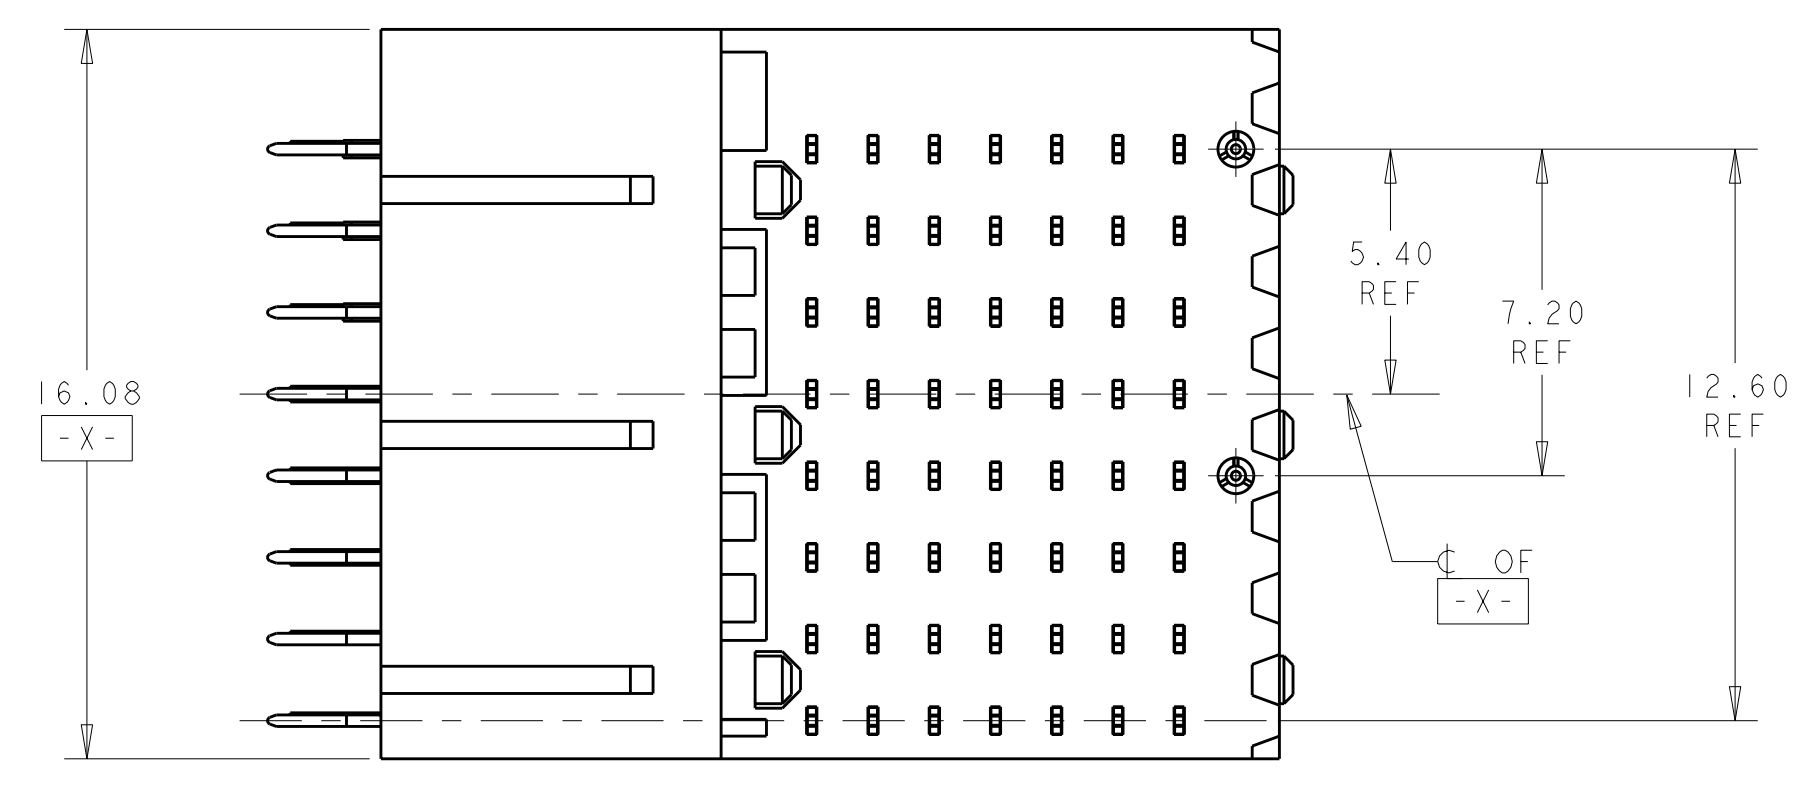 16.08
-X-
5.40
REF
7.20
REF
12.60
REF
℄ OF
-X-